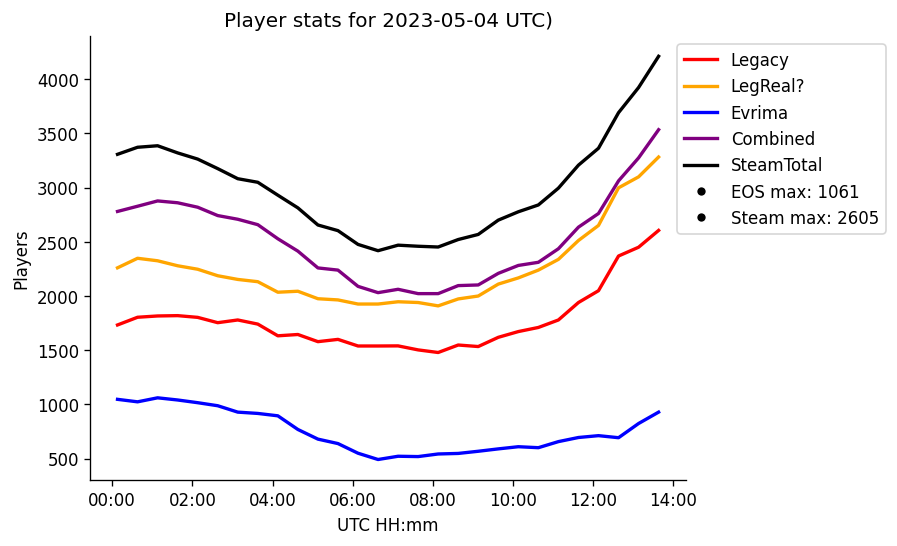 Player stats for 2023-05-04 UTC)
Players
4000
3500
3000
2500
2000
1500
1000
500
00:00 02:00 04:00 06:00 08:00 10:00 12:00 14:00
UTC HH:mm
Legacy
LegReal?
Evrima
Combined
SteamTotal
EOS max: 1061
Steam max: 2605